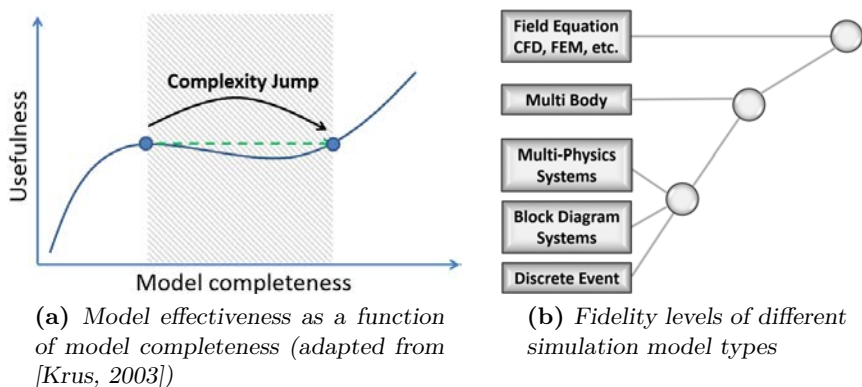 Usefulness
Complexity Jump
Model completeness
(a) Model effectiveness as a function
of model completeness (adapted from
[Krus, 2003])
Field Equation
CFD, FEM, etc.
Multi Body
Multi-Physics
Systems
Block Diagram
Systems
Discrete Event
(b) Fidelity levels of different
simulation model types